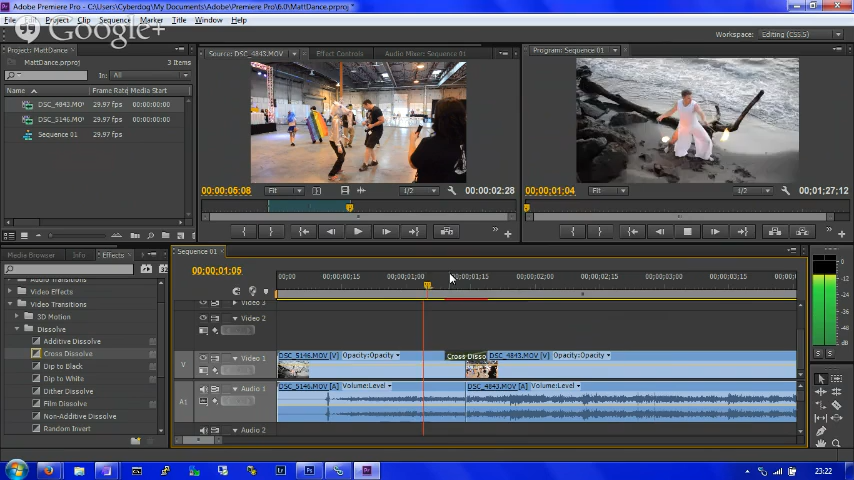 Adobe Premiere Pro - C:\Users\Cyberdog\My Documents\Adobe\Premiere Pro\6.0\MattDance.prproj *
File Edit Project Clip Sequence Marker Title Window Help
Google+
Workspace: Editing (CS5.5)
Project: MattDance
Source: DSC_4843.MOV
Effect Controls
Audio Mixer: Sequence 01
Program: Sequence 01
MattDance.prproj
3 Items
In: All
Name
Frame Rate
Media Start
DSC_4843.MOV
29.97 fps
00:00:00:00
DSC_5146.MOV
29.97 fps
00:00:00:00
Sequence 01
29.97 fps
00:00:05:08
Fit
1/2
00:00:02:28
00:00:01:04
Fit
1/2
00:01:27:12
Media Browser
Info
Effects
Sequence 01
Audio Transitions
Video Effects
Video Transitions
3D Motion
Dissolve
Additive Dissolve
Cross Dissolve
Dip to Black
Dip to White
Dither Dissolve
Film Dissolve
Non-Additive Dissolve
Random Invert
00:00:01:05
00:00
00:00:00:15
00:00:01:00
00:00:01:15
00:00:02:00
00:00:02:15
00:00:03:00
00:00:03:15
Video 3
Video 2
V
Video 1
DSC_5146.MOV [V] Opacity:Opacity
Cross Disso
DSC_4843.MOV [V] Opacity:Opacity
A1
Audio 1
DSC_5146.MOV [A] Volume:Level
DSC_4843.MOV [A] Volume:Level
Audio 2
S S
23:22